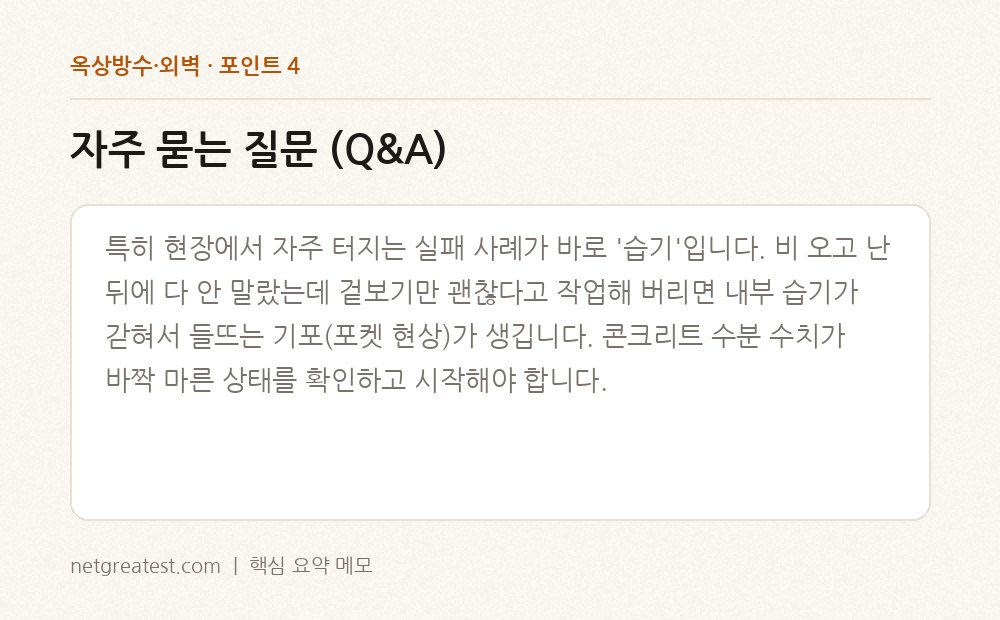 옥상방수·외벽 · 포인트 4
자주 묻는 질문 (Q&A)
특히 현장에서 자주 터지는 실패 사례가 바로 '습기'입니다. 비 오고 난
뒤에 다 안 말랐는데 겉보기만 괜찮다고 작업해 버리면 내부 습기가
갇혀서 들뜨는 기포(포켓 현상)가 생깁니다. 콘크리트 수분 수치가
바짝 마른 상태를 확인하고 시작해야 합니다.
netgreatest.com | 핵심 요약 메모